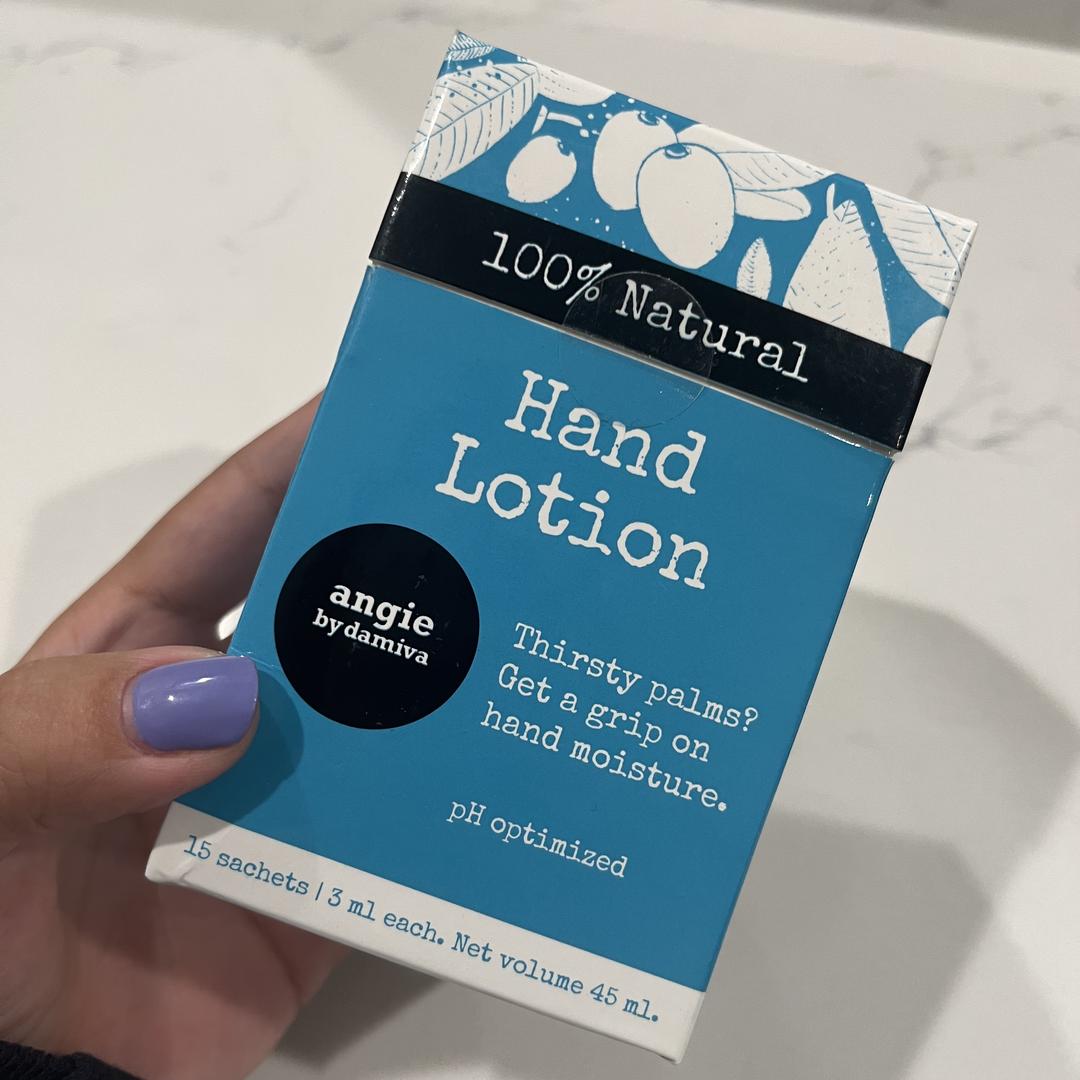 100% Natural
Hand
Lotion
angie
by damiva
Thirsty palms?
Get a grip on
hand moisture.
pH optimized
15 sachets | 3 ml each. Net volume 45 ml.